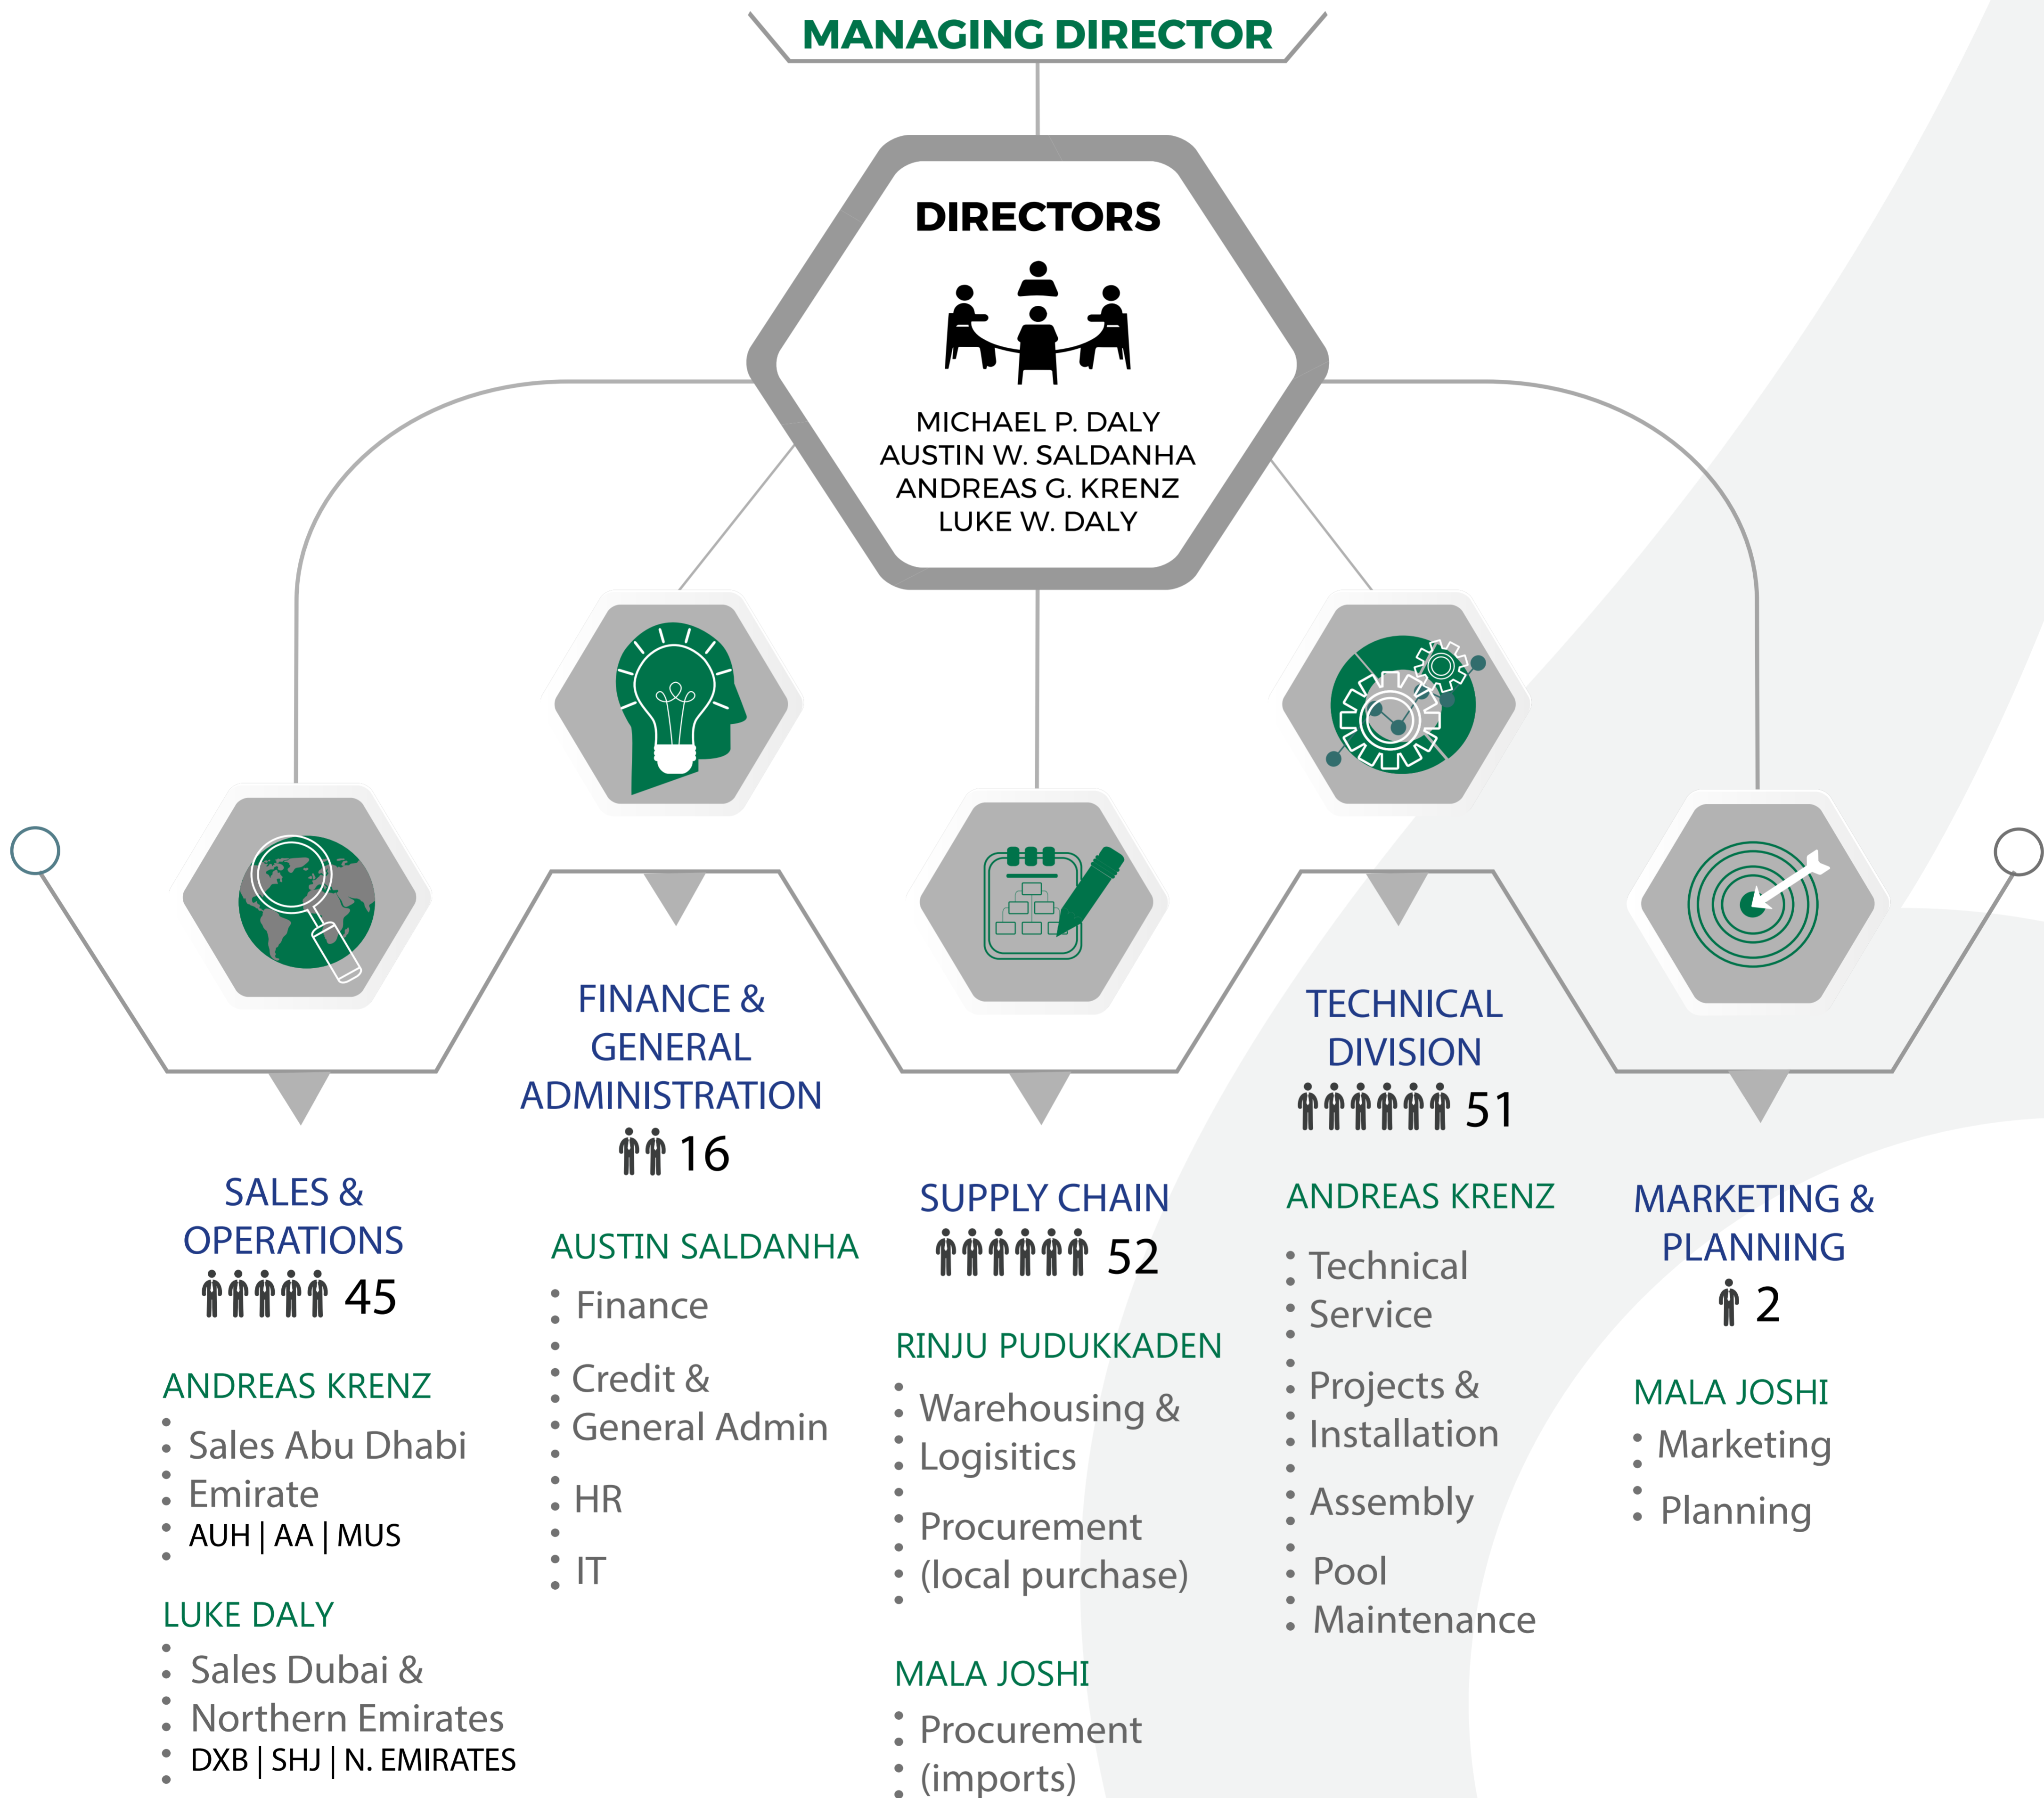 MANAGING DIRECTOR
DIRECTORS
MICHAEL P. DALY
AUSTIN W. SALDANHA
ANDREAS G. KRENZ
LUKE W. DALY
SALES &
OPERATIONS
45
ANDREAS KRENZ
Sales Abu Dhabi
Emirate
AUH | AA | MUS
LUKE DALY
Sales Dubai &
Northern Emirates
DXB | SHJ | N. EMIRATES
FINANCE &
GENERAL
ADMINISTRATION
16
AUSTIN SALDANHA
Finance
Credit &
General Admin
HR
IT
SUPPLY CHAIN
52
RINJU PUDUKKADEN
Warehousing &
Logisitics
Procurement
(local purchase)
MALA JOSHI
Procurement
(imports)
TECHNICAL
DIVISION
51
ANDREAS KRENZ
Technical
Service
Projects &
Installation
Assembly
Pool
Maintenance
MARKETING &
PLANNING
2
MALA JOSHI
Marketing
Planning